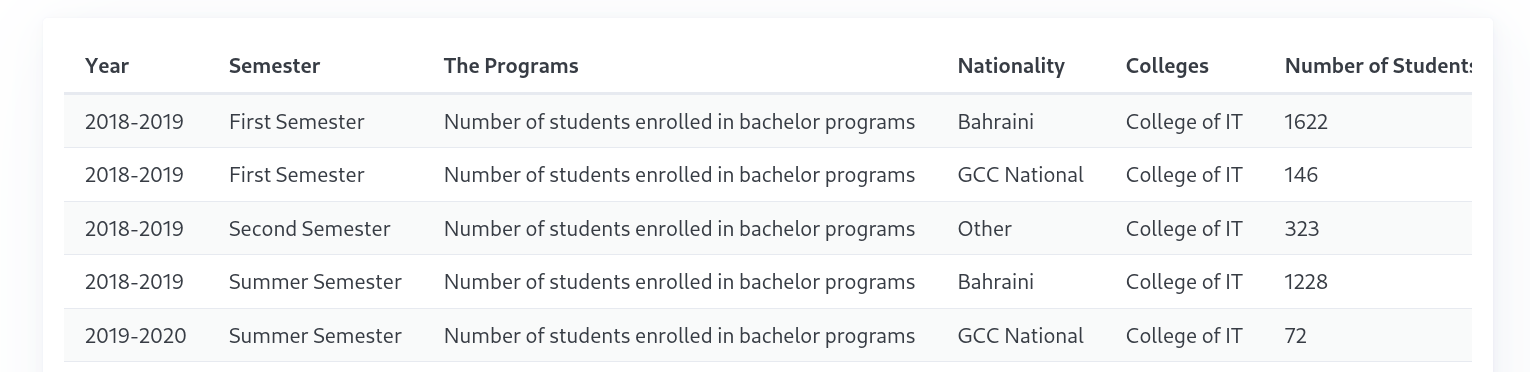 Year Semester The Programs Nationality Colleges Number of Students
2018-2019 First Semester Number of students enrolled in bachelor programs Bahraini College of IT 1622
2018-2019 First Semester Number of students enrolled in bachelor programs GCC National College of IT 146
2018-2019 Second Semester Number of students enrolled in bachelor programs Other College of IT 323
2018-2019 Summer Semester Number of students enrolled in bachelor programs Bahraini College of IT 1228
2019-2020 Summer Semester Number of students enrolled in bachelor programs GCC National College of IT 72